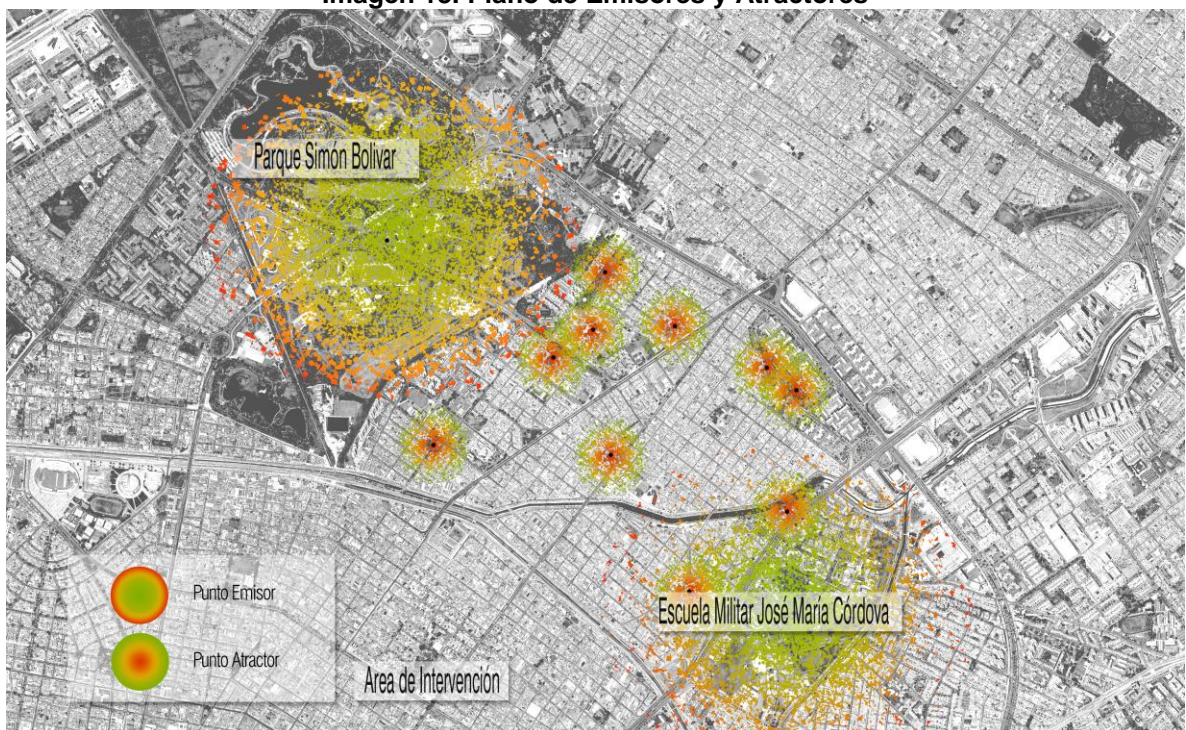 Imagen 16. Plano de Emisores y Atractores
Parque Simón Bolivar
Escuela Militar José María Córdova
Punto Emisor
Punto Atractor
Area de Intervención